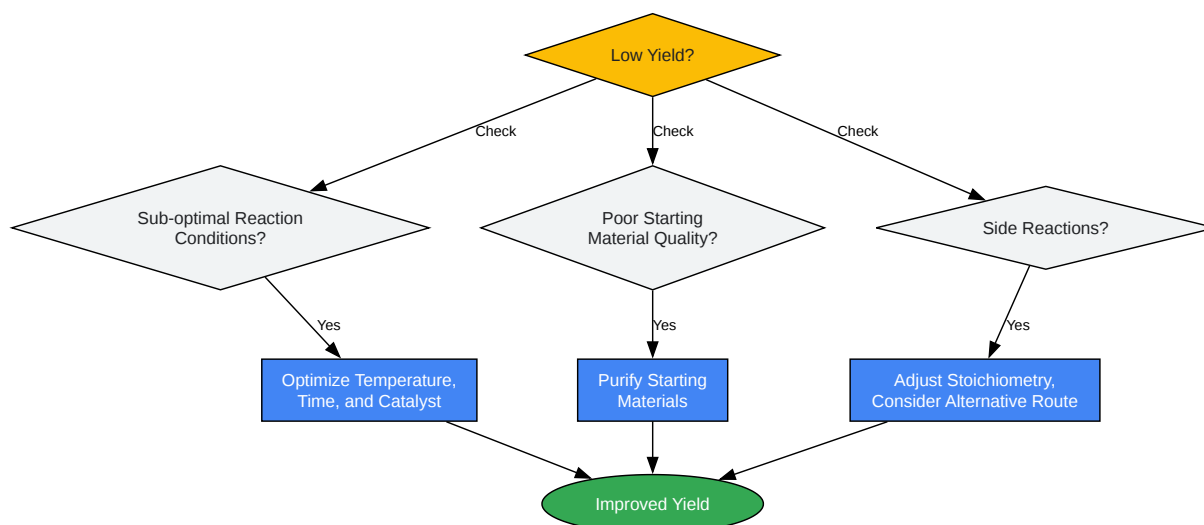 Low Yield?
Check
Check
Check
Sub-optimal Reaction
Conditions?
Poor Starting
Material Quality?
Side Reactions?
Yes
Yes
Yes
Optimize Temperature,
Time, and Catalyst
Purify Starting
Materials
Adjust Stoichiometry,
Consider Alternative Route
Improved Yield